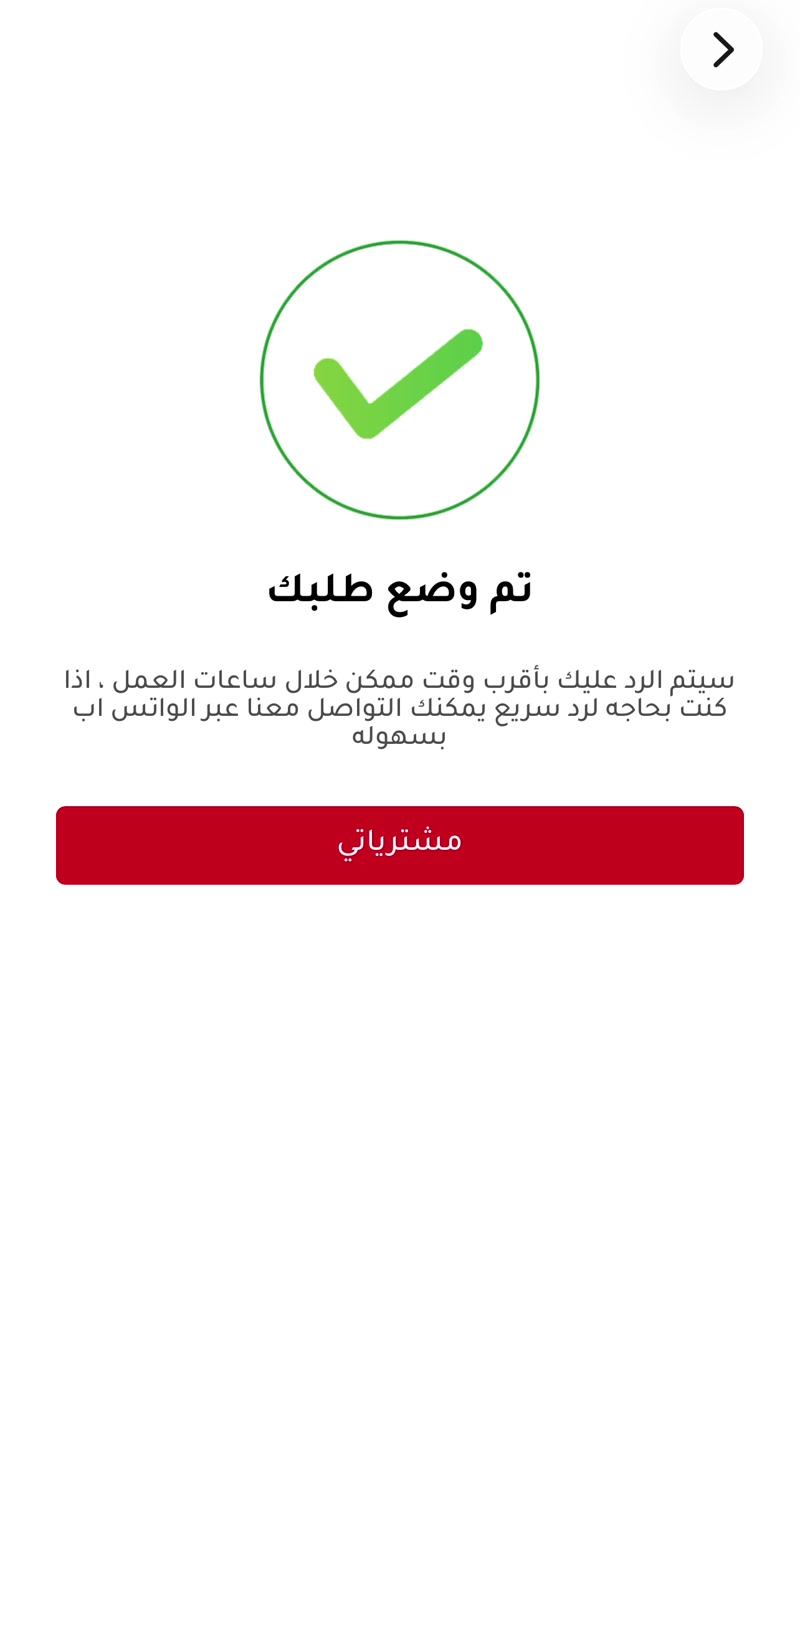 تم وضع طلبك
سيتم الرد عليك بأقرب وقت ممكن خلال ساعات العمل ، اذا
كنت بحاجه لرد سريع يمكنك التواصل معنا عبر الواتس اب
بسهوله
مشترياتي